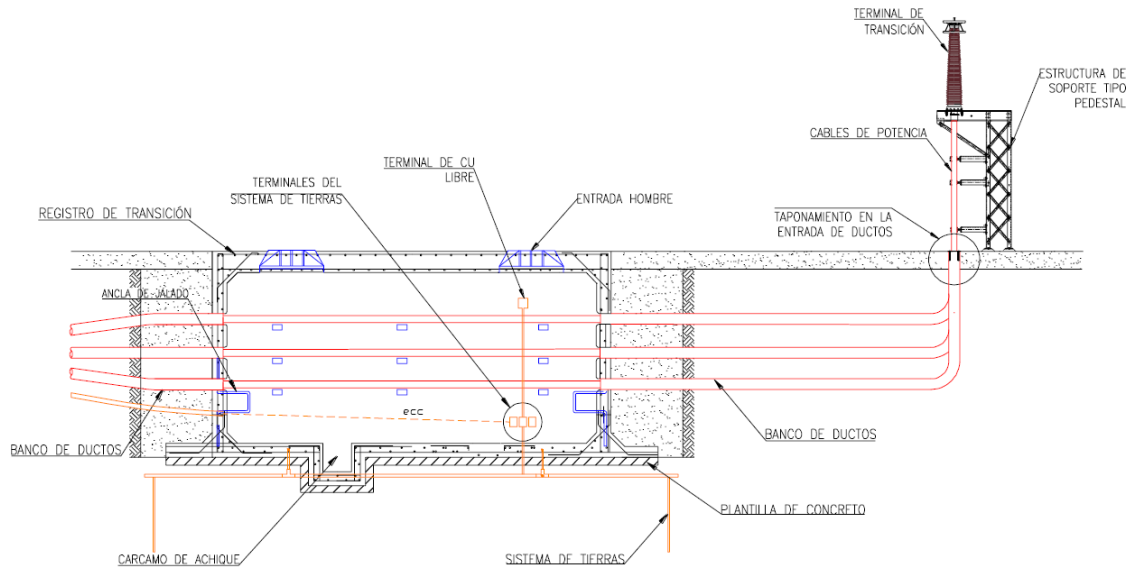 TERMINAL DE
TRANSICIÓN
ESTRUCTURA DE
SOPORTE TIPO
PEDESTAL
CABLES DE POTENCIA
TERMINAL DE CU
LIBRE
TERMINALES DEL
SISTEMA DE TIERRAS
ENTRADA HOMBRE
REGISTRO DE TRANSICIÓN
TAPONAMIENTO EN LA
ENTRADA DE DUCTOS
ANCLA DE JALADO
ecc
BANCO DE DUCTOS
BANCO DE DUCTOS
PLANTILLA DE CONCRETO
CARCAMO DE ACHIQUE
SISTEMA DE TIERRAS